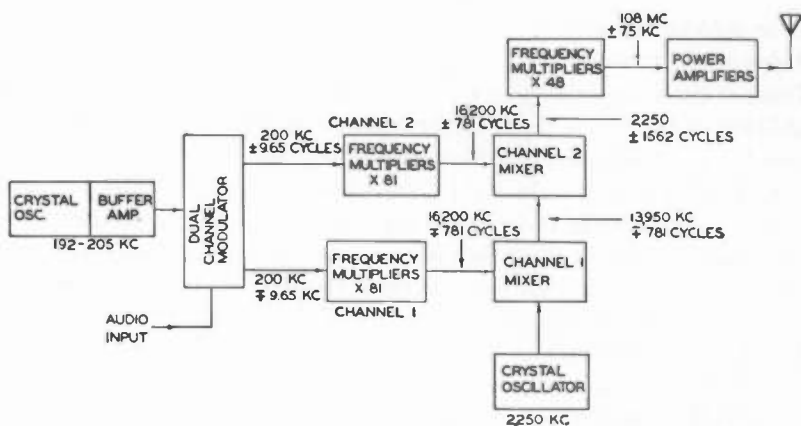 108 MC
± 75 KC
FREQUENCY
MULTIPLIERS
X 48
POWER
AMPLIFIERS
CHANNEL 2
200 KC
±9.65 CYCLES
FREQUENCY
MULTIPLIERS
X 81
16,200 KC
± 781 CYCLES
2,250
± 1562 CYCLES
CHANNEL 2
MIXER
CRYSTAL
OSC.
BUFFER
AMP.
192-205 KC
DUAL
CHANNEL
MODULATOR
16,200 KC
∓ 781 CYCLES
13,950 KC
∓ 781 CYCLES
200 KC
∓ 9.65 KC
FREQUENCY
MULTIPLIERS
X 81
CHANNEL 1
CHANNEL 1
MIXER
AUDIO
INPUT
CRYSTAL
OSCILLATOR
2,250 KC